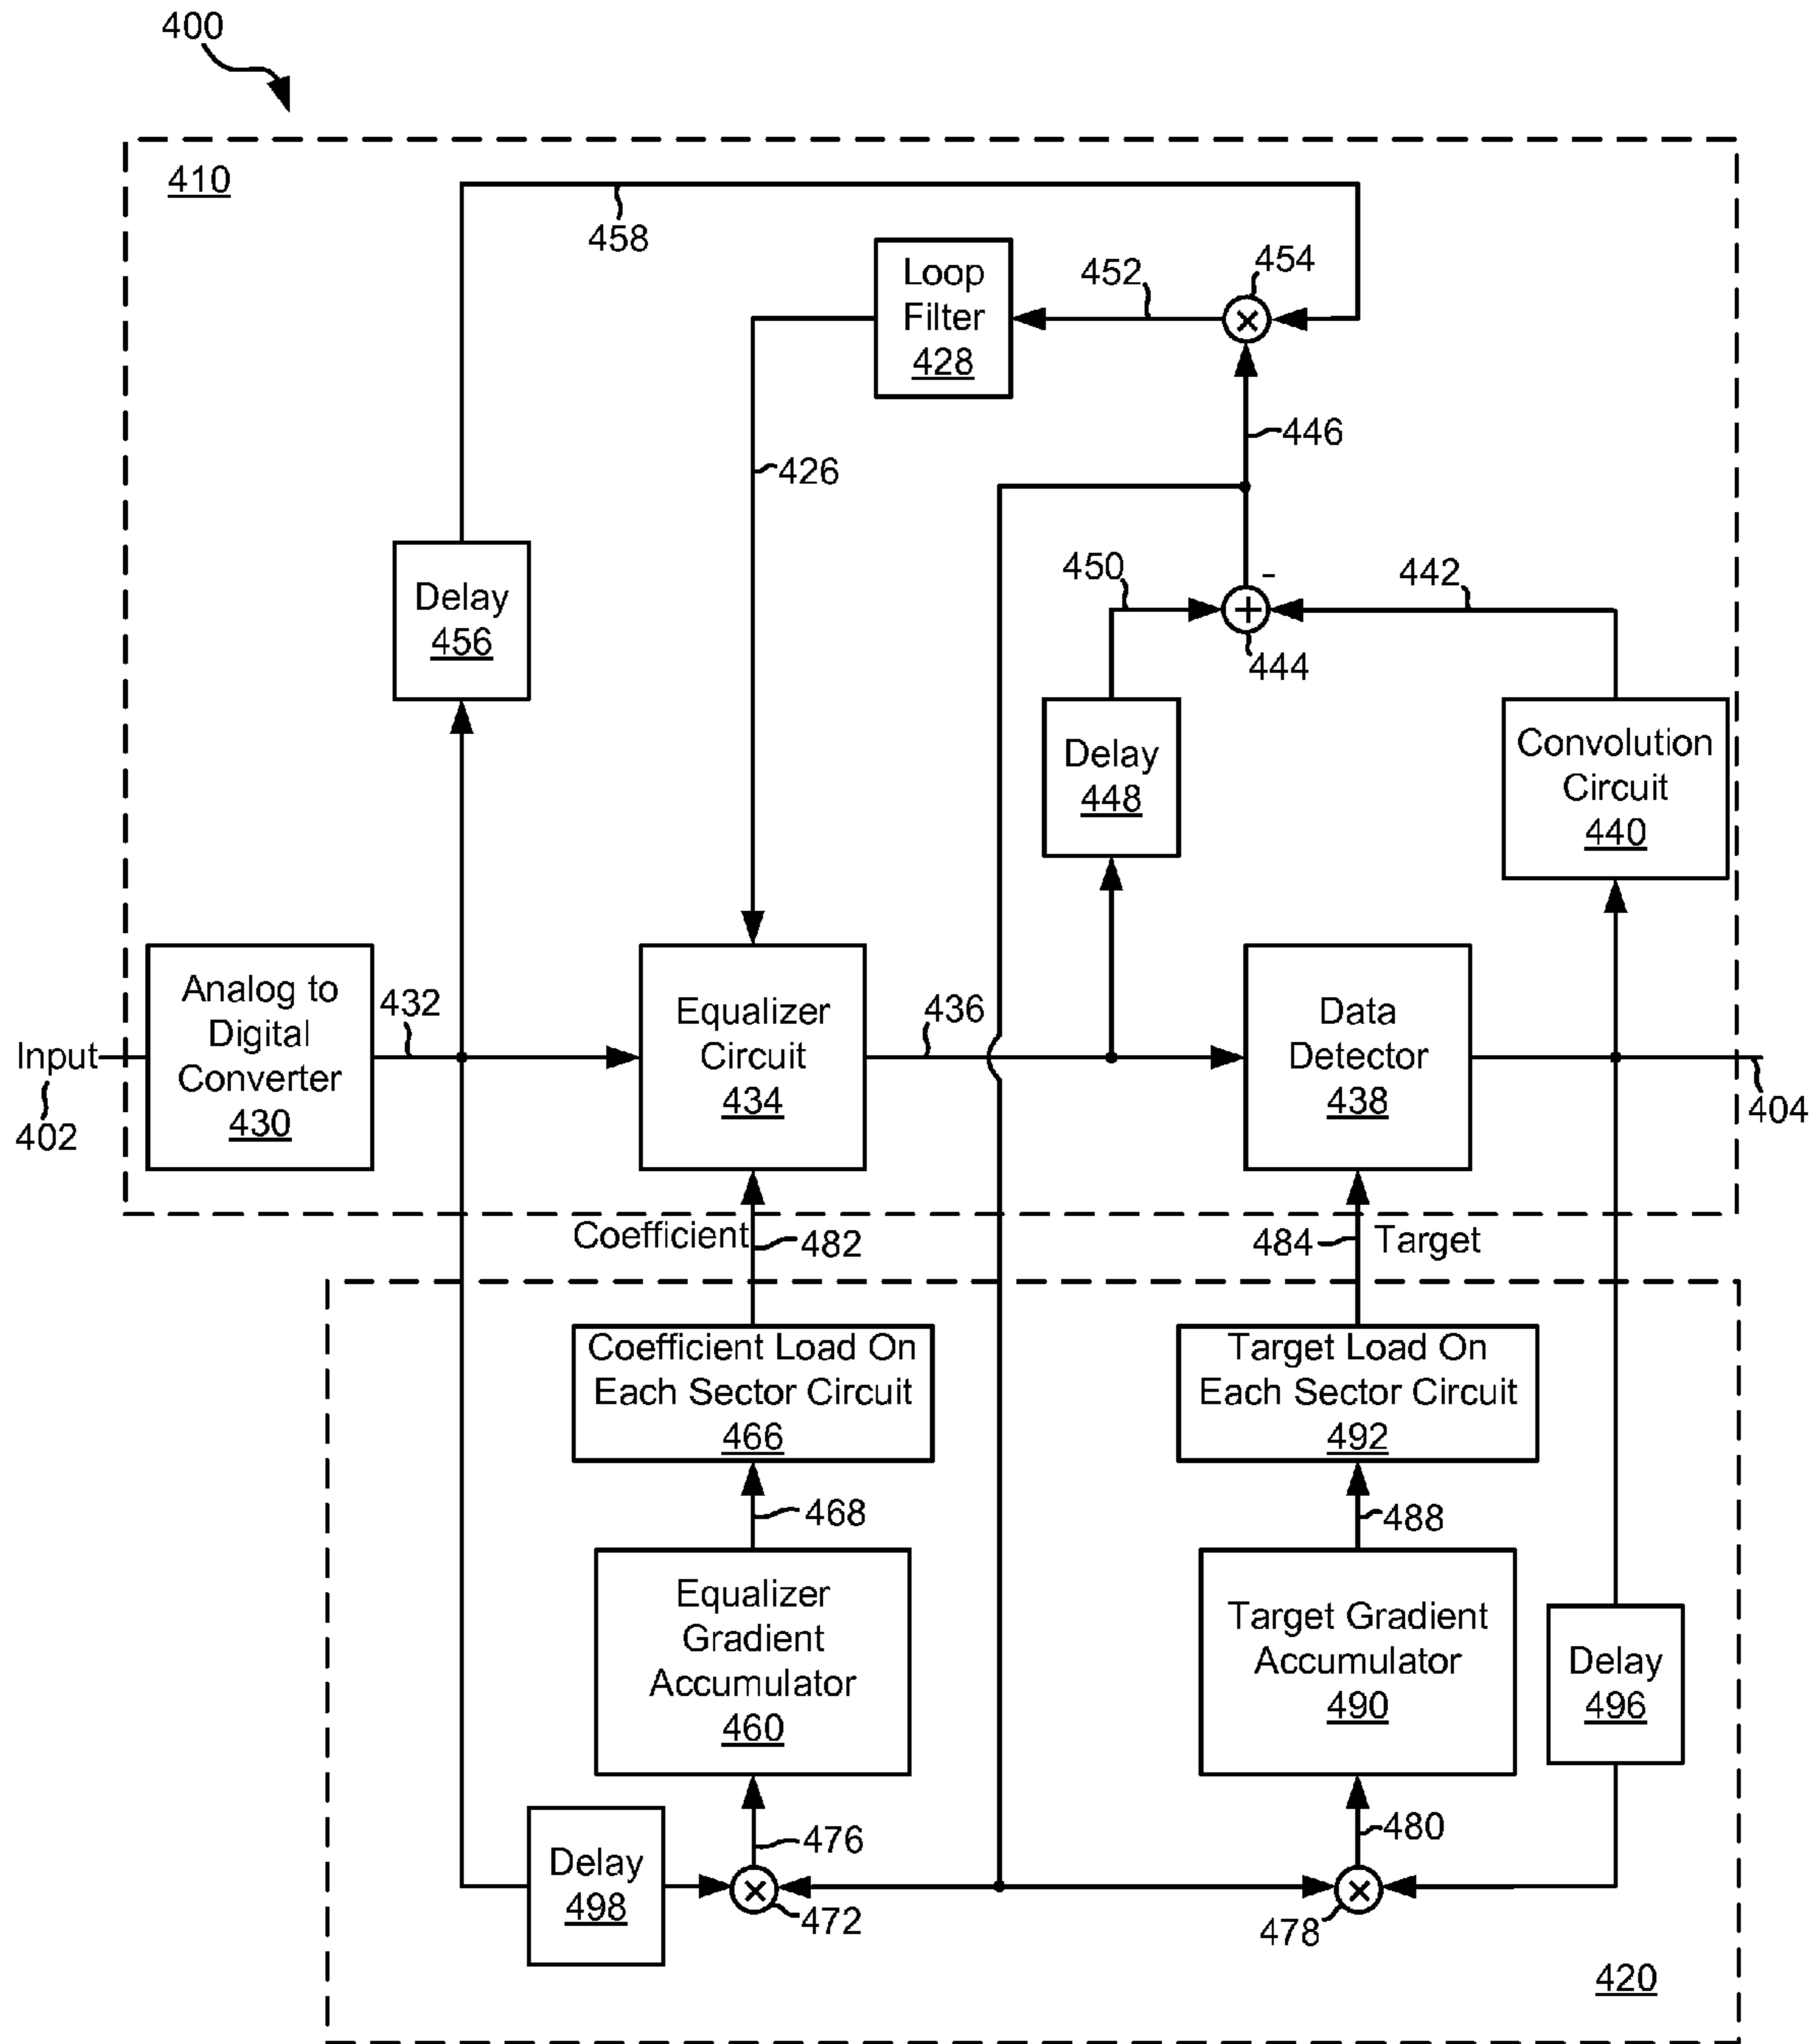 400
410
458
Loop
Filter
428
452
454
446
426
Delay
456
450
442
-
+
444
Delay
448
Convolution
Circuit
440
Input
402
Analog to
Digital
Converter
430
432
Equalizer
Circuit
434
436
Data
Detector
438
404
Coefficient
482
484
Target
Coefficient Load On
Each Sector Circuit
466
Target Load On
Each Sector Circuit
492
468
488
Equalizer
Gradient
Accumulator
460
Target Gradient
Accumulator
490
Delay
496
476
480
Delay
498
472
478
420